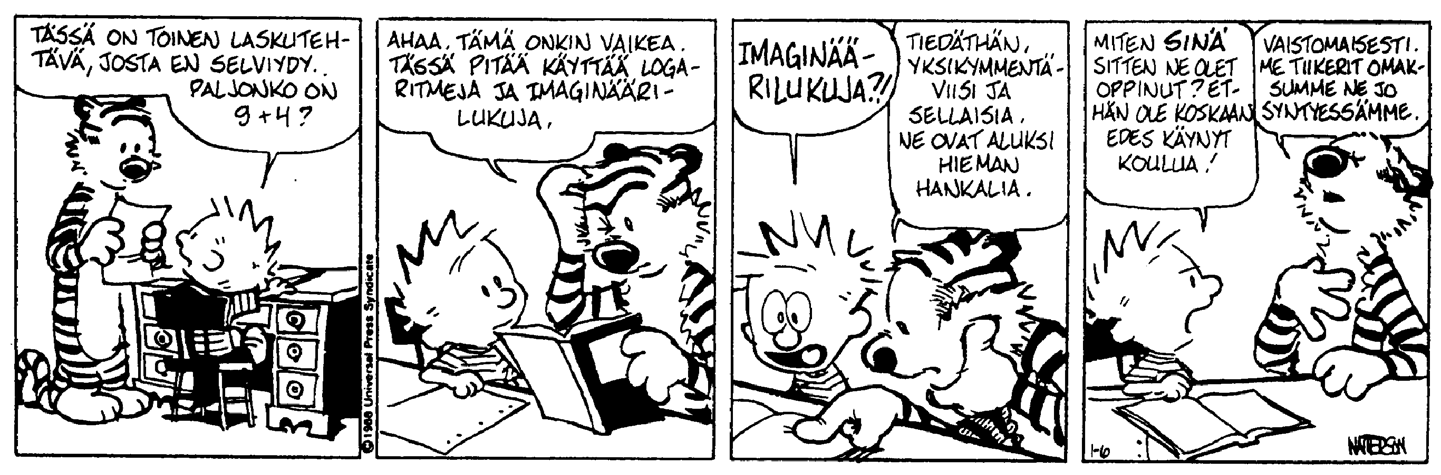 TÄSSÄ ON TOINEN LASKUTEH-
TÄVÄ, JOSTA EN SELVIYDY..
PALJONKO ON
9+4?
© 1988 Universal Press Syndicate
AHAA. TÄMÄ ONKIN VAIKEA.
TÄSSÄ PITÄÄ KÄYTTÄÄ LOGA-
RITMEJA JA IMAGINÄÄRI-
LUKUJA.
IMAGINÄÄ-
RILUKUJA?!
TIEDÄTHÄN,
YKSIKYMMENTÄ-
VIISI JA
SELLAISIA.
NE OVAT ALUKSI
HIEMAN
HANKALIA.
MITEN SINÄ
SITTEN NE OLET
OPPINUT? ET-
HÄN OLE KOSKAAN
EDES KÄYNYT
KOULUA!
VAISTOMAISESTI.
ME TIIKERIT OMAK-
SUMME NE JO
SYNTYESSÄMME.
1-6
WATTERSON